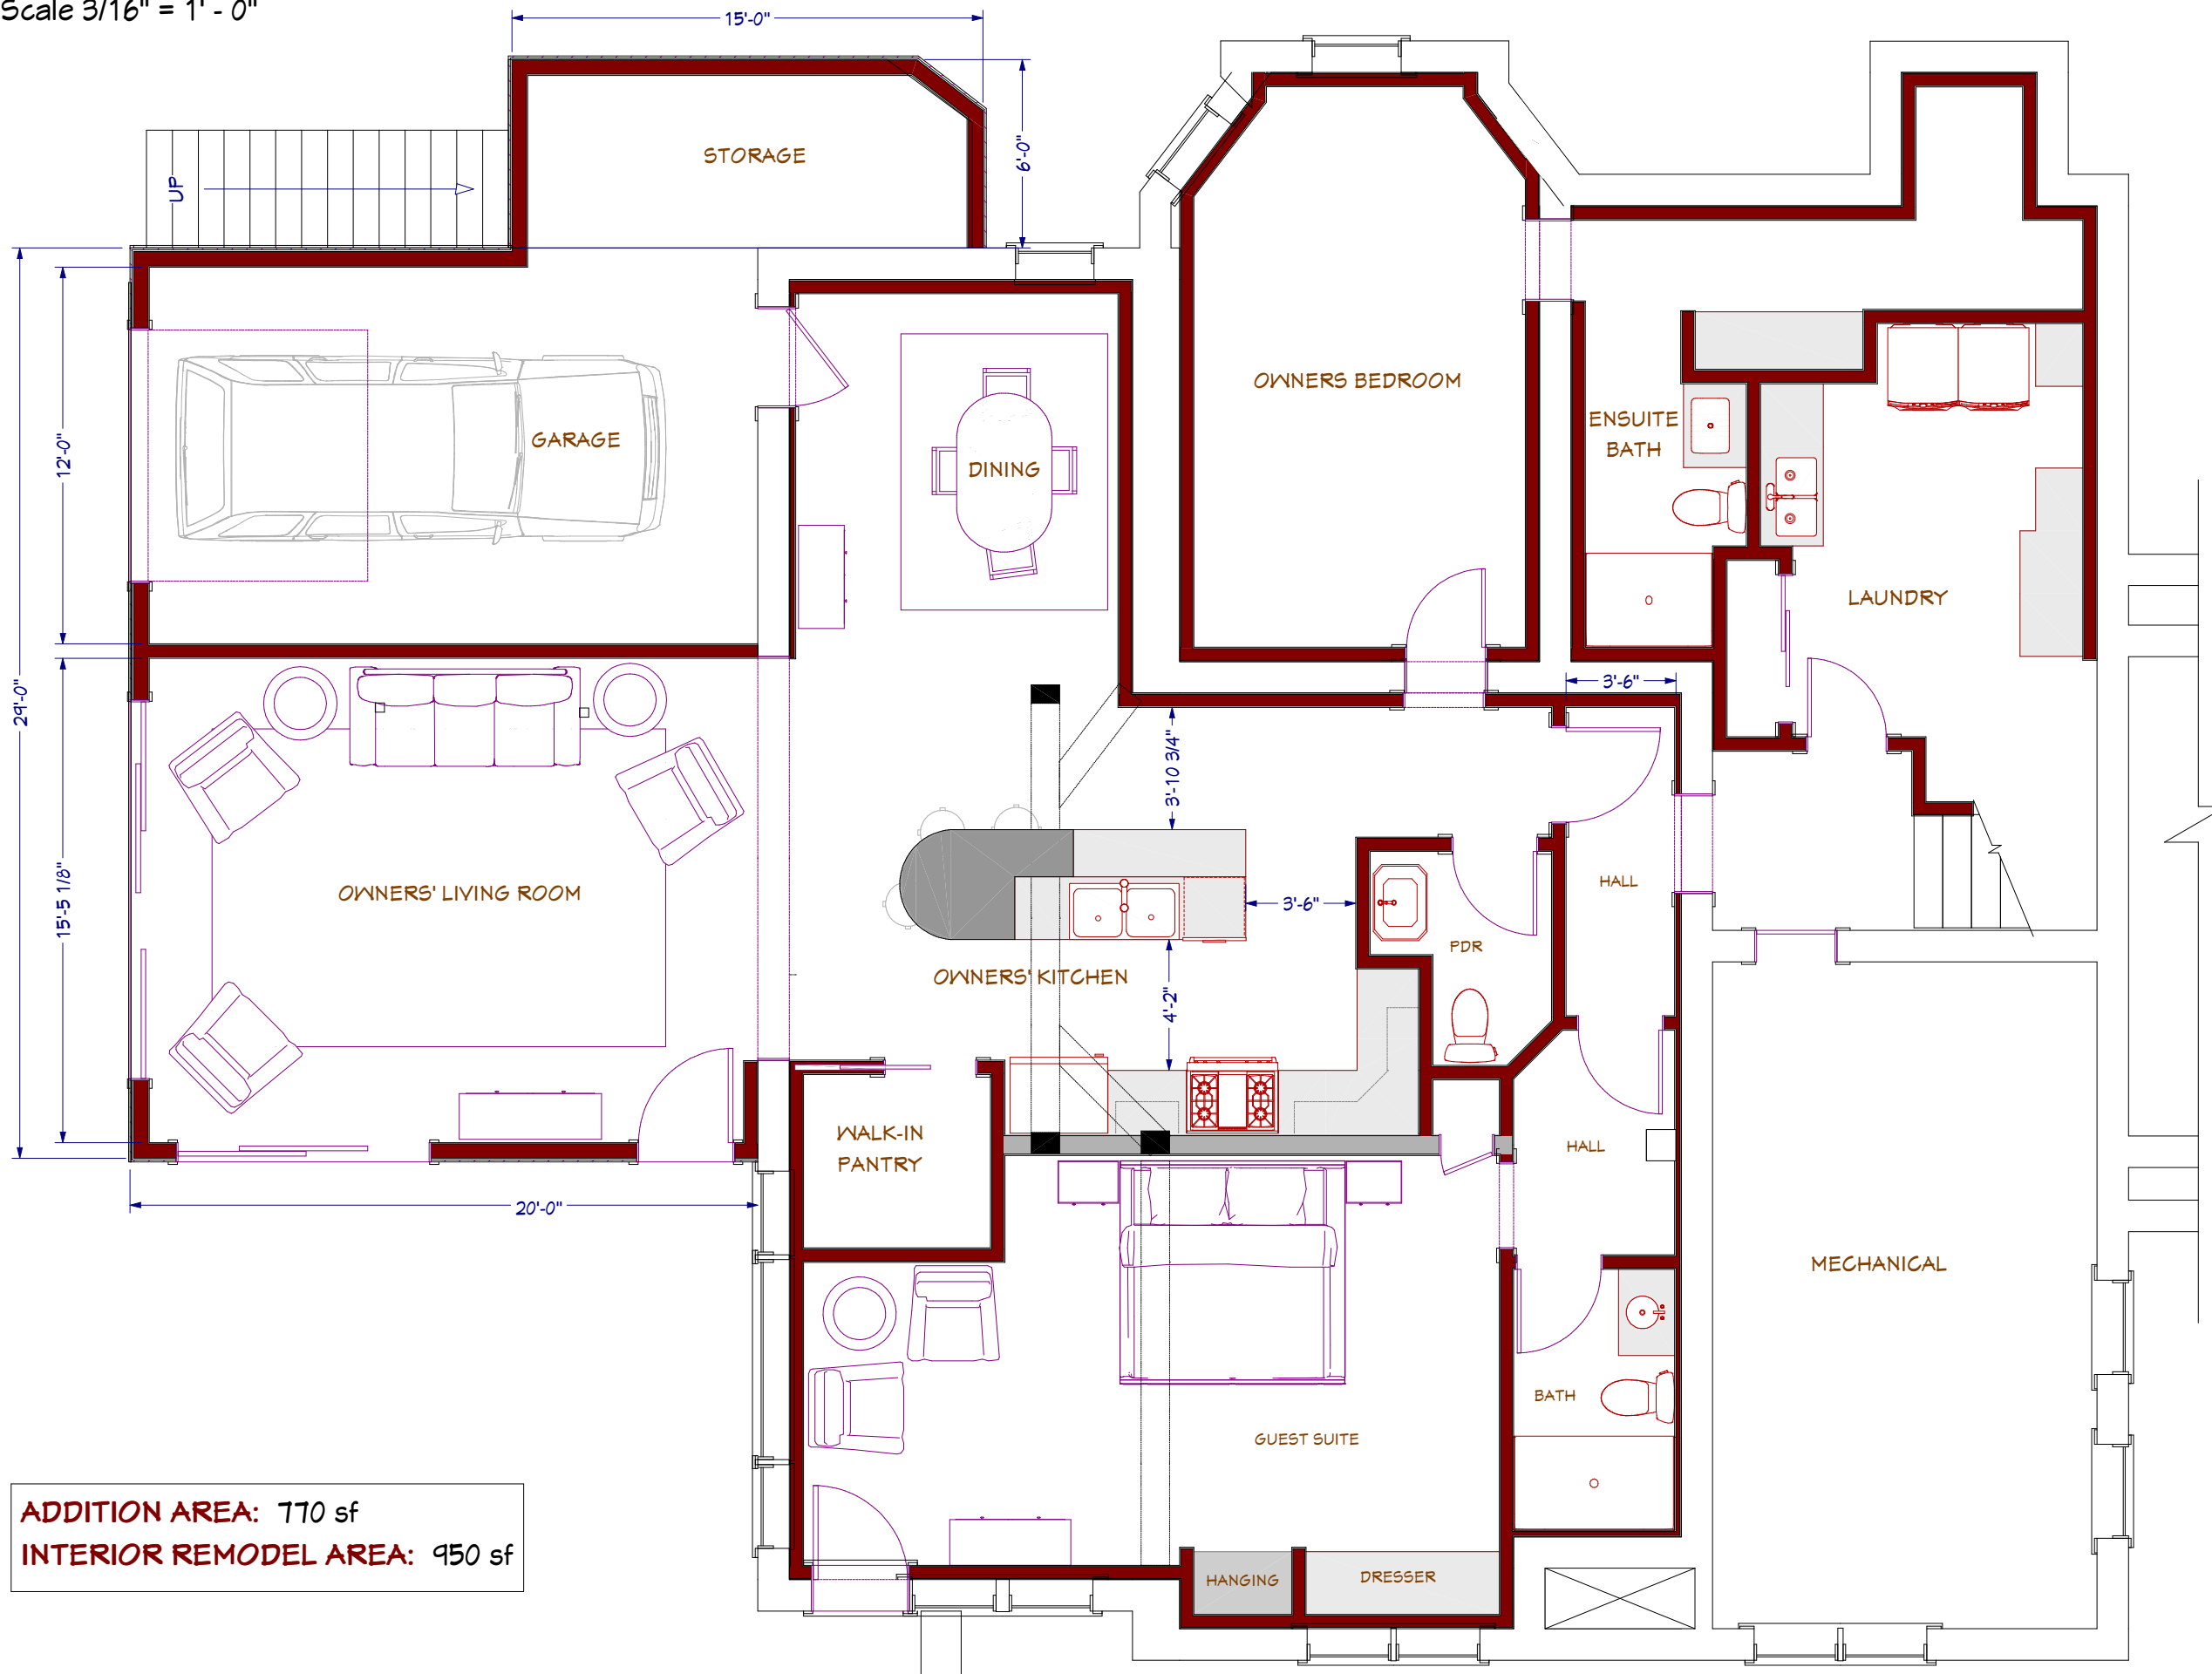 Scale 3/16" = 1' - 0"
15'-0"
STORAGE
6'-0"
UP
OWNERS BEDROOM
ENSUITE
BATH
12'-0"
GARAGE
DINING
LAUNDRY
29'-0"
3'-6"
3'-10 3/4"
15'-5 1/8"
OWNERS' LIVING ROOM
HALL
3'-6"
PDR
OWNERS' KITCHEN
4'-2"
WALK-IN
PANTRY
HALL
20'-0"
MECHANICAL
BATH
GUEST SUITE
ADDITION AREA: 770 sf
INTERIOR REMODEL AREA: 950 sf
HANGING
DRESSER